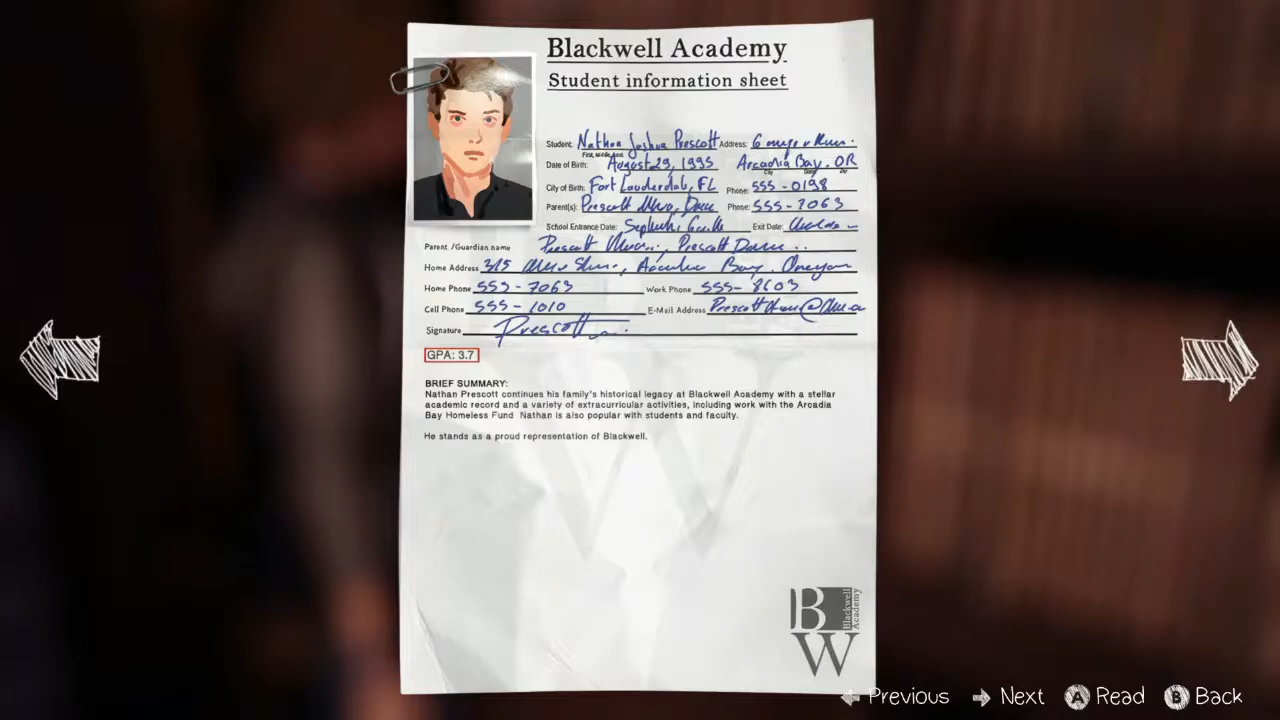 Blackwell Academy
Student information sheet
Student: Nathan Joshua Prescott Address:
First, Middle, Last
Date of Birth: August 29, 1995 Arcadia Bay. OR
City State Zip
City of Birth: Fort Lauderdale, FL Phone: 555-0198
Parent(s): Prescott Phone: 555-7063
School Entrance Date: Exit Date:
Parent /Guardian name Prescott Prescott
Home Address 315 Bay.
Home Phone 555-7063 Work Phone 555-8603
Cell Phone 555-1010 E-Mail Address
Signature Prescott
GPA: 3.7
BRIEF SUMMARY:
Nathan Prescott continues his family's historical legacy at Blackwell Academy with a stellar
academic record and a variety of extracurricular activities, including work with the Arcadia
Bay Homeless Fund Nathan is also popular with students and faculty.
He stands as a proud representation of Blackwell.
B Blackwell Academy
W
Previous Next A Read B Back